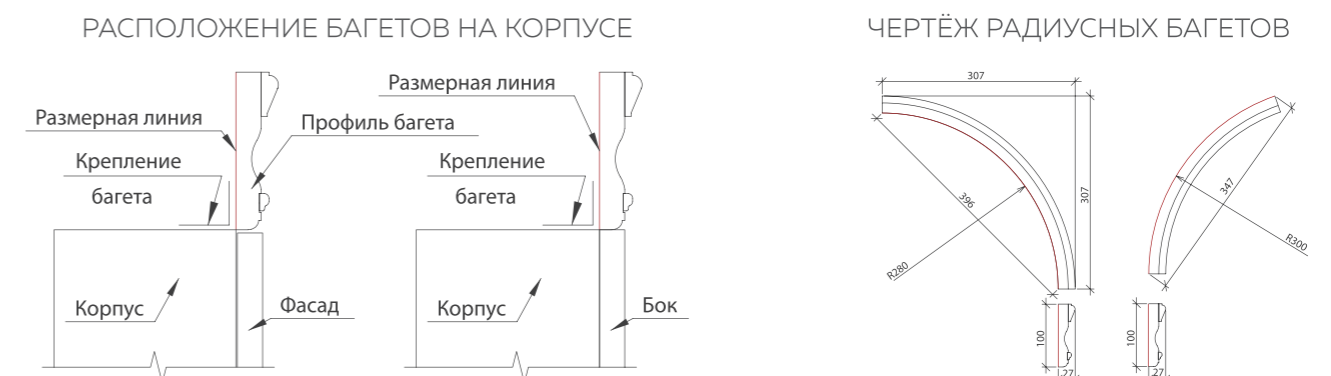 РАСПОЛОЖЕНИЕ БАГЕТОВ НА КОРПУСЕ
Размерная линия
Профиль багета
Крепление
багета
Корпус
Фасад
Размерная линия
Крепление
багета
Корпус
Бок
ЧЕРТЁЖ РАДИУСНЫХ БАГЕТОВ
307
307
396
R280
347
R300
100
27
100
27